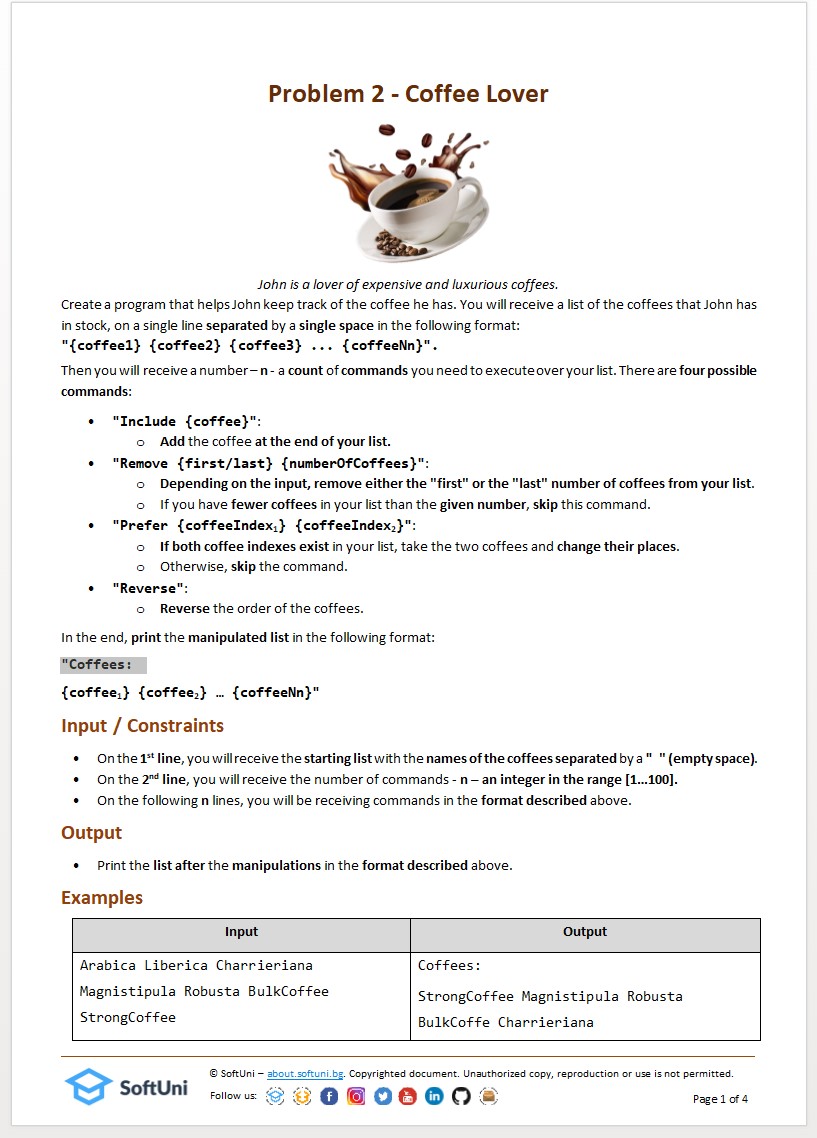 Problem 2 - Coffee Lover
John is a lover of expensive and luxurious coffees.
Create a program that helps John keep track of the coffee he has. You will receive a list of the coffees that John has
in stock, on a single line separated by a single space in the following format:
"{coffee1} {coffee2} {coffee3} ... {coffeeNn}".
Then you will receive a number – n - a count of commands you need to execute over your list. There are four possible
commands:
• "Include {coffee}":
o Add the coffee at the end of your list.
• "Remove {first/last} {numberOfCoffees}":
o Depending on the input, remove either the "first" or the "last" number of coffees from your list.
o If you have fewer coffees in your list than the given number, skip this command.
• "Prefer {coffeeIndex₁} {coffeeIndex₂}":
o If both coffee indexes exist in your list, take the two coffees and change their places.
o Otherwise, skip the command.
• "Reverse":
o Reverse the order of the coffees.
In the end, print the manipulated list in the following format:
"Coffees:
{coffee₁} {coffee₂} … {coffeeNn}"
Input / Constraints
• On the 1st line, you will receive the starting list with the names of the coffees separated by a " " (empty space).
• On the 2nd line, you will receive the number of commands - n – an integer in the range [1…100].
• On the following n lines, you will be receiving commands in the format described above.
Output
• Print the list after the manipulations in the format described above.
Examples
Input Output
Arabica Liberica Charrieriana
Magnistipula Robusta BulkCoffee
StrongCoffee
Coffees:
StrongCoffee Magnistipula Robusta
BulkCoffe Charrieriana
SoftUni
© SoftUni – about.softuni.bg. Copyrighted document. Unauthorized copy, reproduction or use is not permitted.
Follow us:
Page 1 of 4